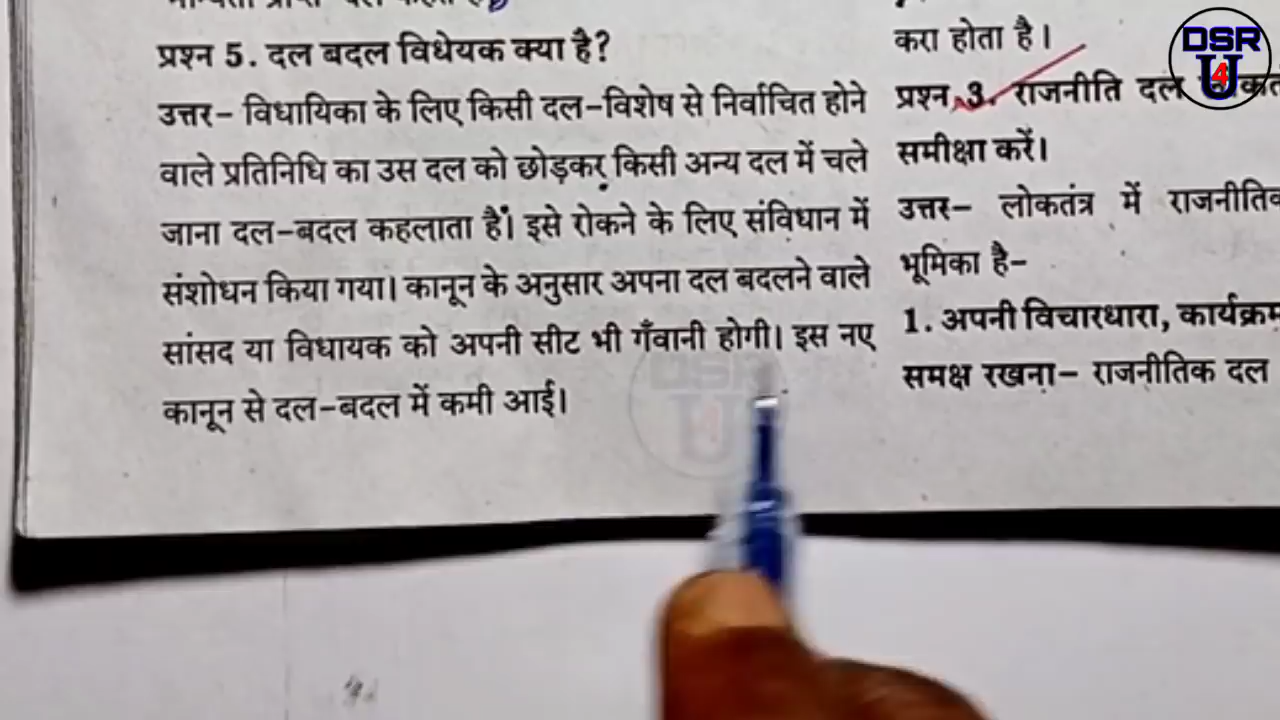 प्रश्न 5. दल बदल विधेयक क्या है?
उत्तर– विधायिका के लिए किसी दल-विशेष से निर्वाचित होने
वाले प्रतिनिधि का उस दल को छोड़कर किसी अन्य दल में चले
जाना दल-बदल कहलाता है। इसे रोकने के लिए संविधान में
संशोधन किया गया। कानून के अनुसार अपना दल बदलने वाले
सांसद या विधायक को अपनी सीट भी गँवानी होगी। इस नए
कानून से दल-बदल में कमी आई।
करा होता है।
प्रश्न 3. राजनीति दल
समीक्षा करें।
उत्तर– लोकतंत्र में राजनीतिक
भूमिका है–
1. अपनी विचारधारा, कार्यक्रम
समक्ष रखना– राजनीतिक दल
DSR
U
4